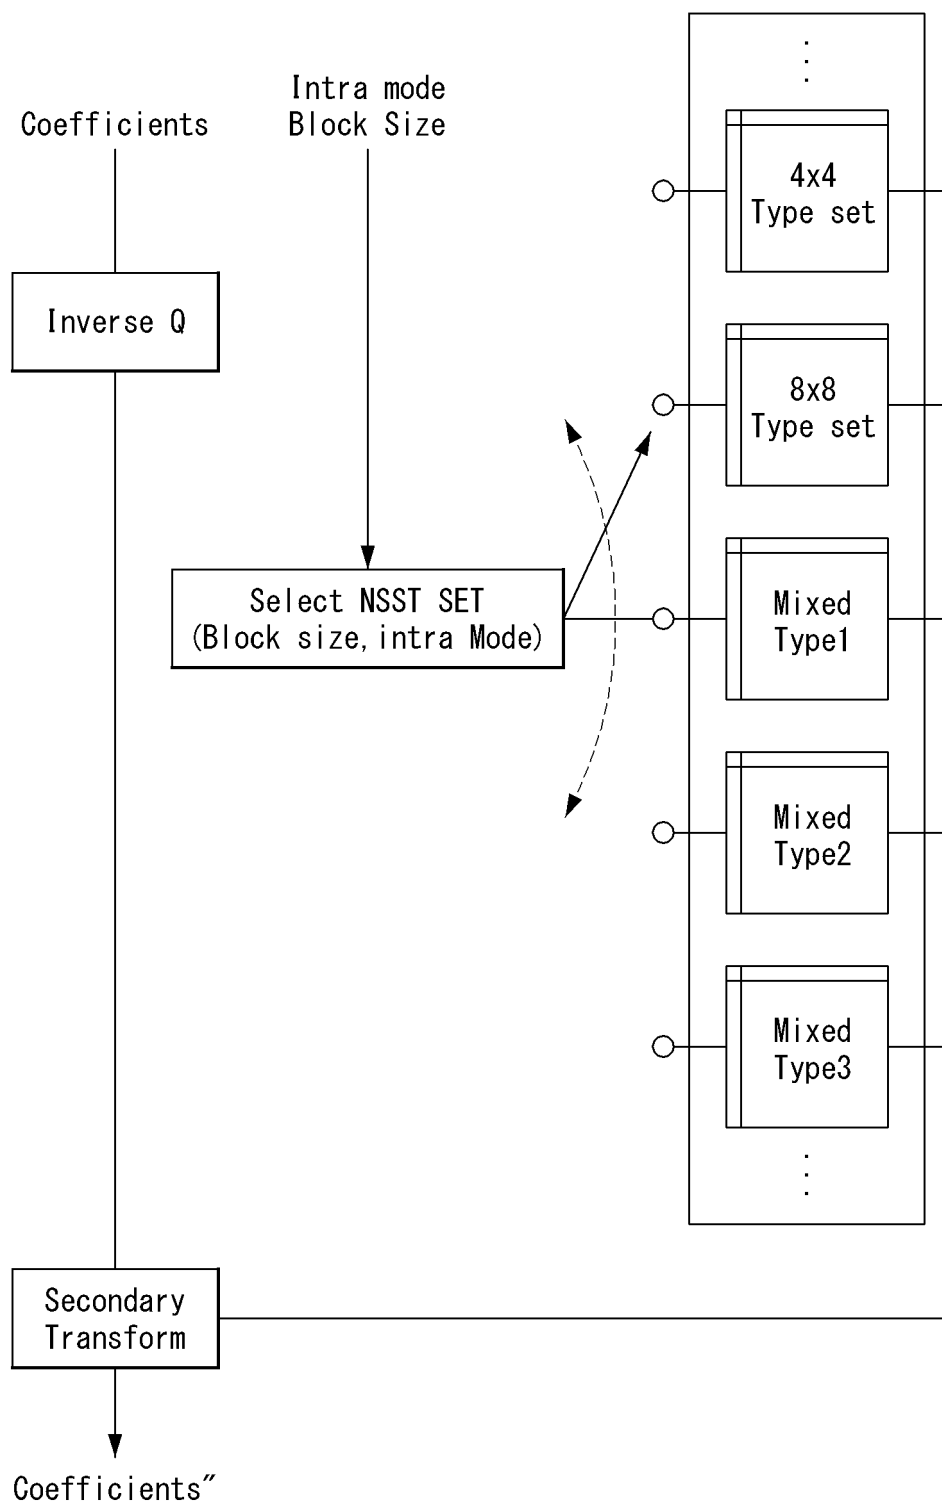 Coefficients
Intra mode
Block Size
Inverse Q
Select NSST SET
(Block size, intra Mode)
4x4
Type set
8x8
Type set
Mixed
Type1
Mixed
Type2
Mixed
Type3
Secondary
Transform
Coefficients"